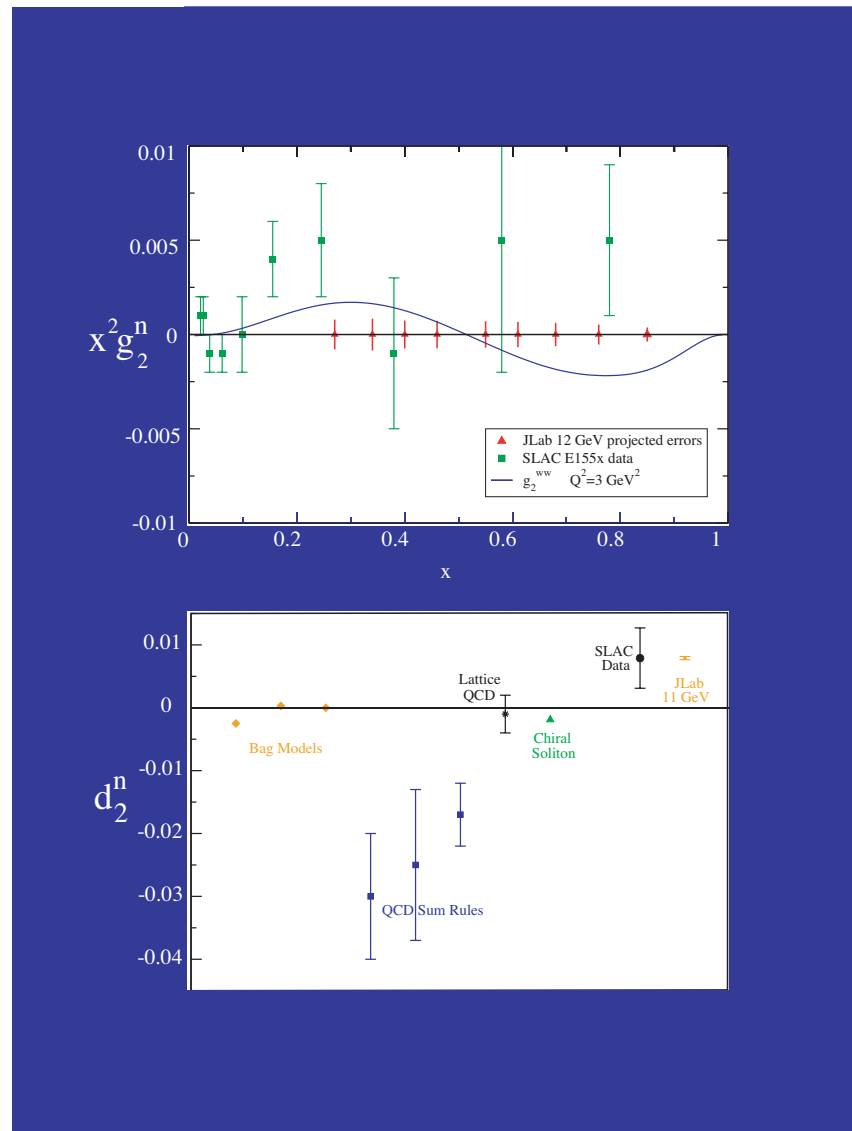 0.01
0.005
0
-0.005
-0.01
x²g₂ⁿ
JLab 12 GeV projected errors
SLAC E155x data
g₂ʷʷ Q²=3 GeV²
0 0.2 0.4 0.6 0.8 1
x
0.01
0
-0.01
-0.02
-0.03
-0.04
d₂ⁿ
Bag Models
QCD Sum Rules
Lattice
QCD
Chiral
Soliton
SLAC
Data
JLab
11 GeV